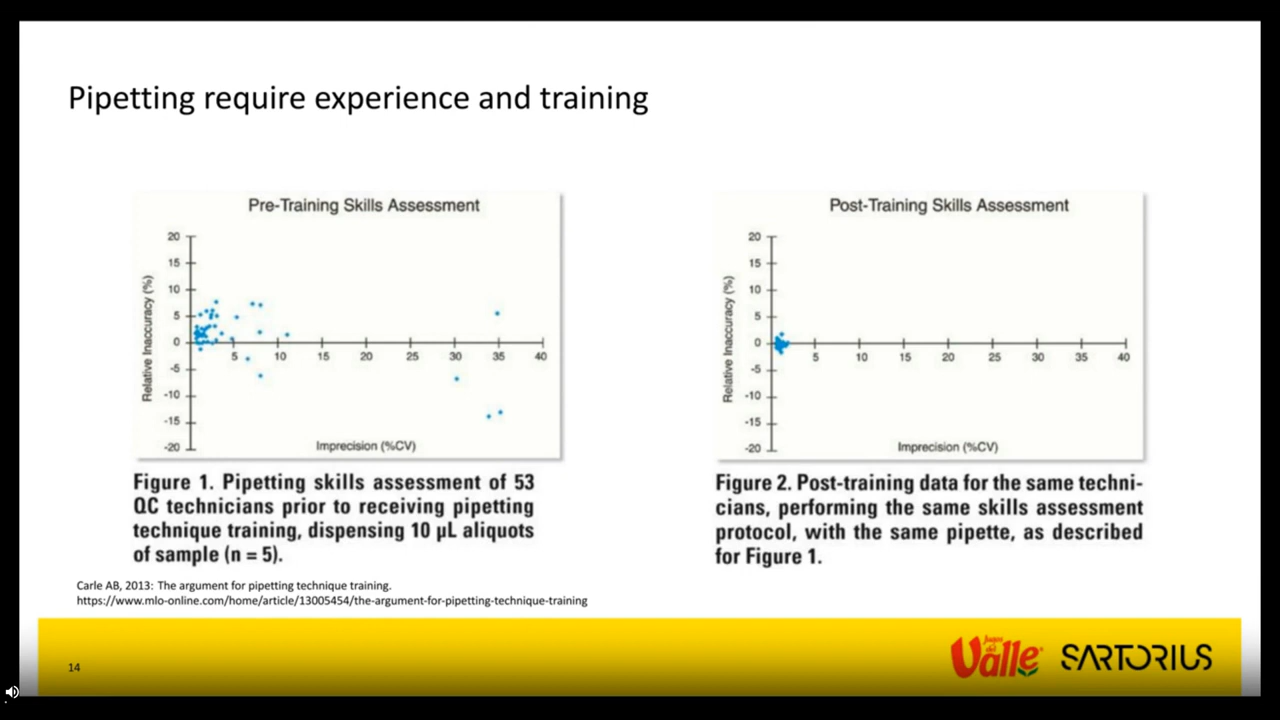 Pipetting require experience and training
Pre-Training Skills Assessment
20
15
10
5
0
-5
-10
-15
-20
5 10 15 20 25 30 35 40
Relative Inaccuracy (%)
Imprecision (%CV)
Figure 1. Pipetting skills assessment of 53
QC technicians prior to receiving pipetting
technique training, dispensing 10 µL aliquots
of sample (n = 5).
Post-Training Skills Assessment
20
15
10
5
0
-5
-10
-15
-20
5 10 15 20 25 30 35 40
Relative Inaccuracy (%)
Imprecision (%CV)
Figure 2. Post-training data for the same techni-
cians, performing the same skills assessment
protocol, with the same pipette, as described
for Figure 1.
Carle AB, 2013: The argument for pipetting technique training.
https://www.mlo-online.com/home/article/13005454/the-argument-for-pipetting-technique-training
14
Jugos
del
Valle
SARTORIUS